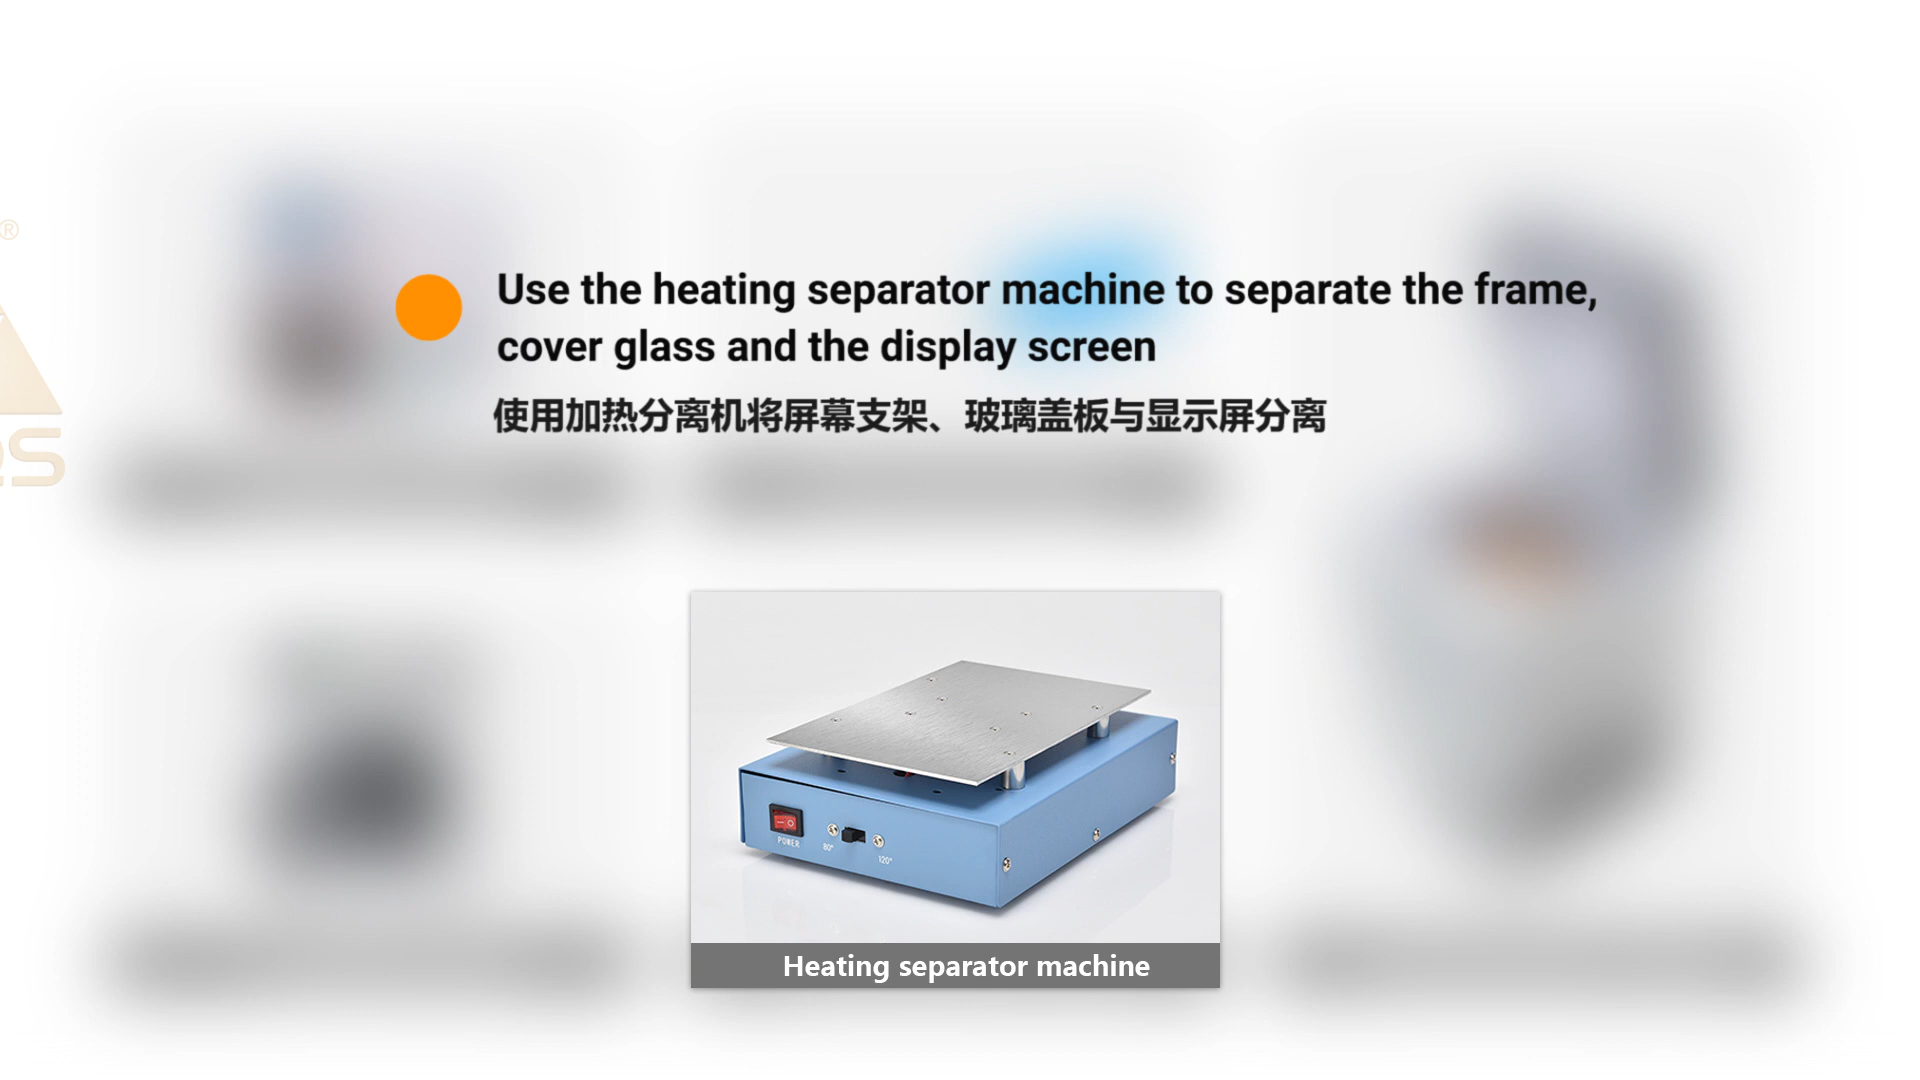 ®
Use the heating separator machine to separate the frame,
cover glass and the display screen
使用加热分离机将屏幕支架、玻璃盖板与显示屏分离
POWER
80°
120°
Heating separator machine